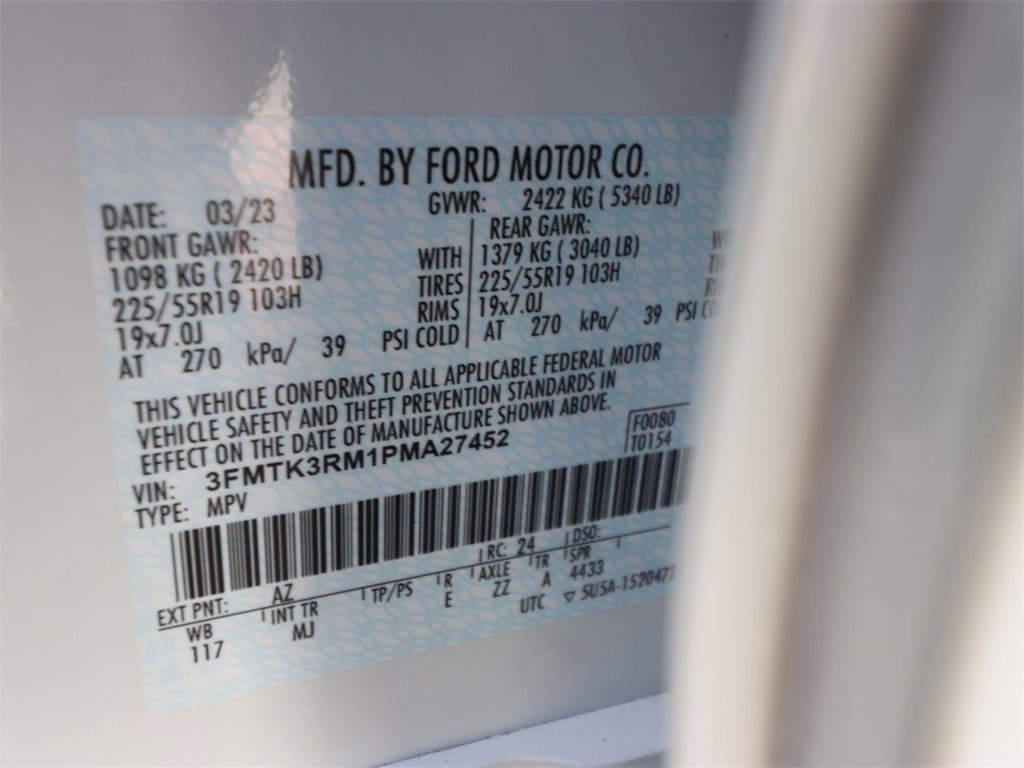 MFD. BY FORD MOTOR CO.
DATE: 03/23 GVWR: 2422 KG ( 5340 LB)
FRONT GAWR: REAR GAWR:
1098 KG ( 2420 LB) WITH 1379 KG ( 3040 LB)
225/55R19 103H TIRES 225/55R19 103H
19x7.0J RIMS 19x7.0J
AT 270 kPa/ 39 PSI COLD AT 270 kPa/ 39 PSI
THIS VEHICLE CONFORMS TO ALL APPLICABLE FEDERAL MOTOR
VEHICLE SAFETY AND THEFT PREVENTION STANDARDS IN
EFFECT ON THE DATE OF MANUFACTURE SHOWN ABOVE.
F0080
T0154
VIN: 3FMTK3RM1PMA27452
TYPE: MPV
EXT PNT: AZ RC: 24 DSO:
WB INT TR TP/PS R AXLE TR SPR
117 MJ E ZZ A 4433
UTC ▽ 5U5A-152047